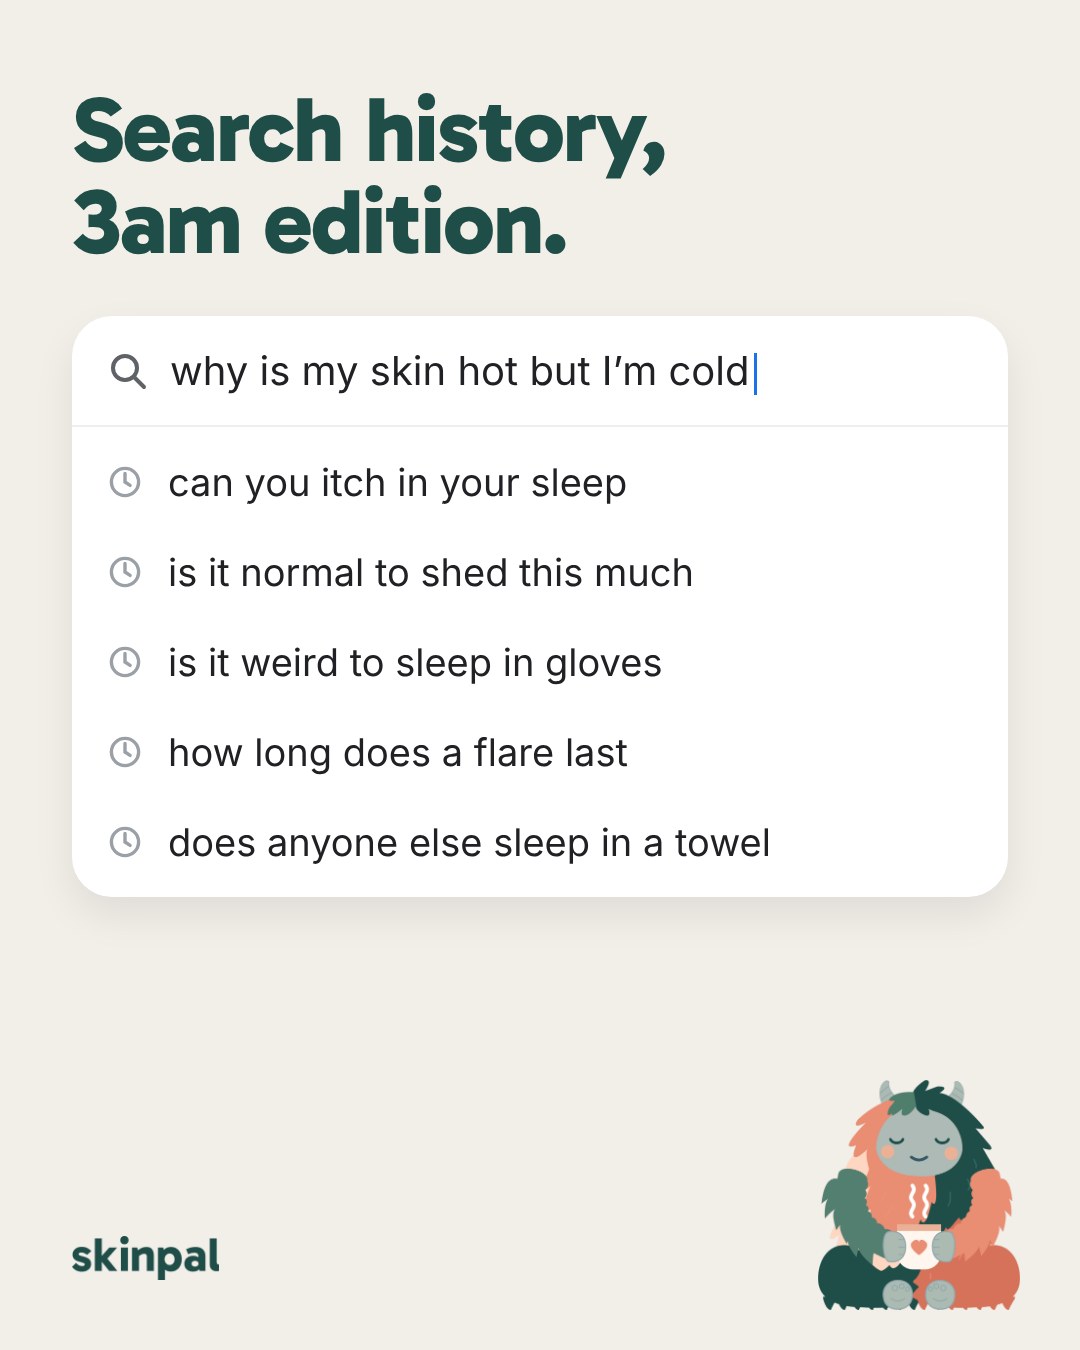 Search history,
3am edition.
why is my skin hot but I’m cold
can you itch in your sleep
is it normal to shed this much
is it weird to sleep in gloves
how long does a flare last
does anyone else sleep in a towel
skinpal